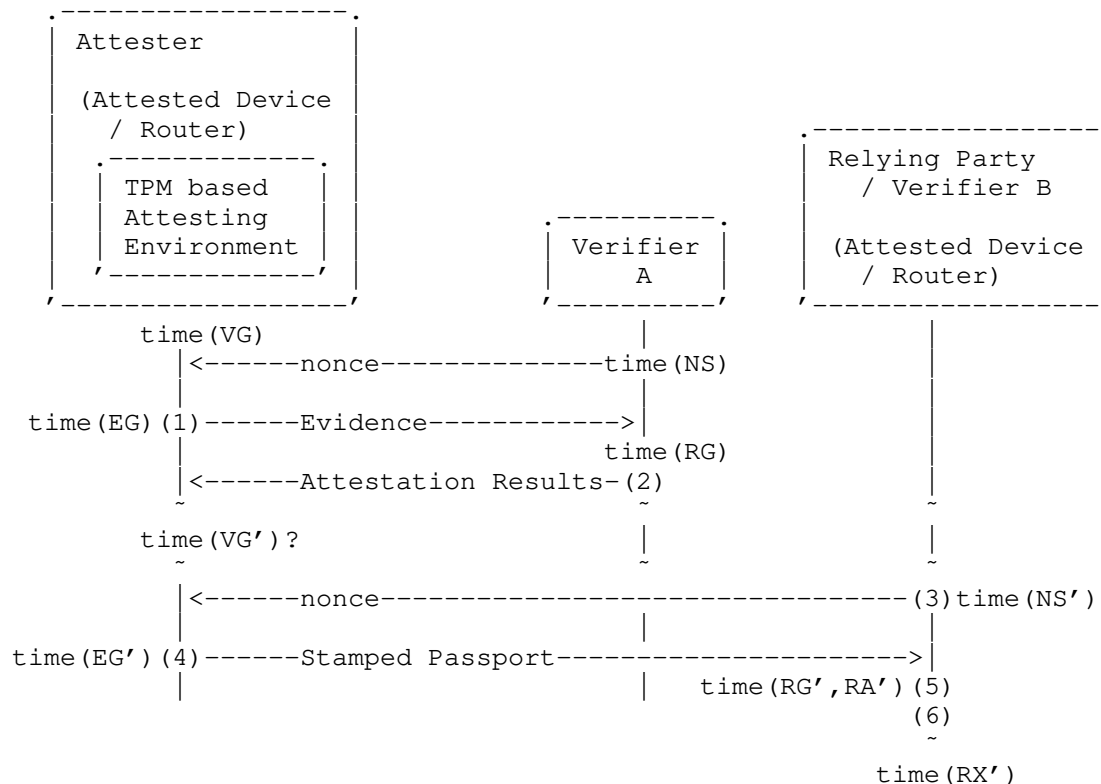 .------------------.
| Attester         |
|                  |
| (Attested Device |
|   / Router)      |                           .------------------
|  .-------------. |                           | Relying Party
|  | TPM based   | |                           |   / Verifier B
|  | Attesting   | |           .----------.    |
|  | Environment | |           | Verifier |    | (Attested Device
|  '-------------' |           |     A    |    |   / Router)
'------------------'           '----------'    '------------------
time(VG)                             |                 |
|<------nonce--------------time(NS)                    |
|                                    |                 |
time(EG)(1)------Evidence------------>|                 |
|                               time(RG)               |
|<------Attestation Results-(2)                        |
~                                    ~                 ~
time(VG')?                           |                 |
~                                    ~                 ~
|<------nonce---------------------------------(3)time(NS')
|                                    |                 |
time(EG')(4)------Stamped Passport---------------------->|
|                                    |   time(RG',RA')(5)
(6)
~
time(RX')